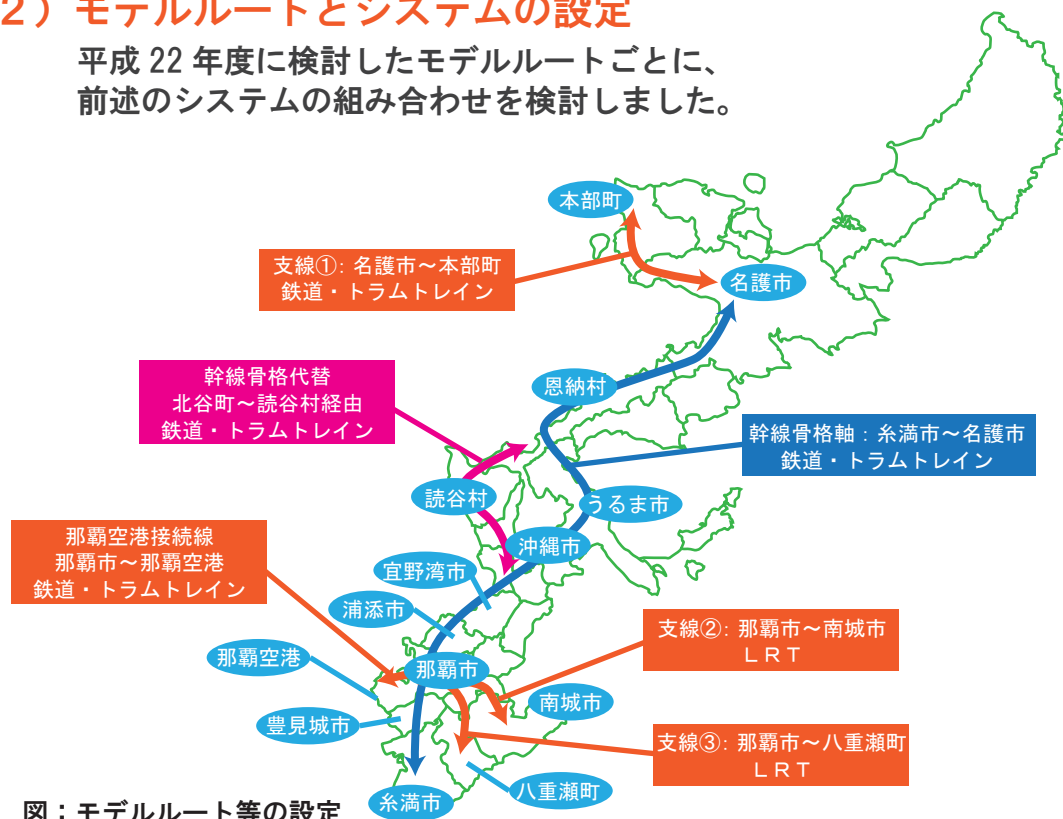 2）モデルルートとシステムの設定
平成 22 年度に検討したモデルルートごとに、
前述のシステムの組み合わせを検討しました。
本部町
支線①: 名護市～本部町
鉄道・トラムトレイン
名護市
幹線骨格代替
北谷町～読谷村経由
鉄道・トラムトレイン
恩納村
幹線骨格軸：糸満市～名護市
鉄道・トラムトレイン
読谷村
うるま市
那覇空港接続線
那覇市～那覇空港
鉄道・トラムトレイン
沖縄市
宜野湾市
浦添市
支線②: 那覇市～南城市
ＬＲＴ
那覇空港
那覇市
南城市
豊見城市
支線③: 那覇市～八重瀬町
ＬＲＴ
八重瀬町
糸満市
図：モデルルート等の設定